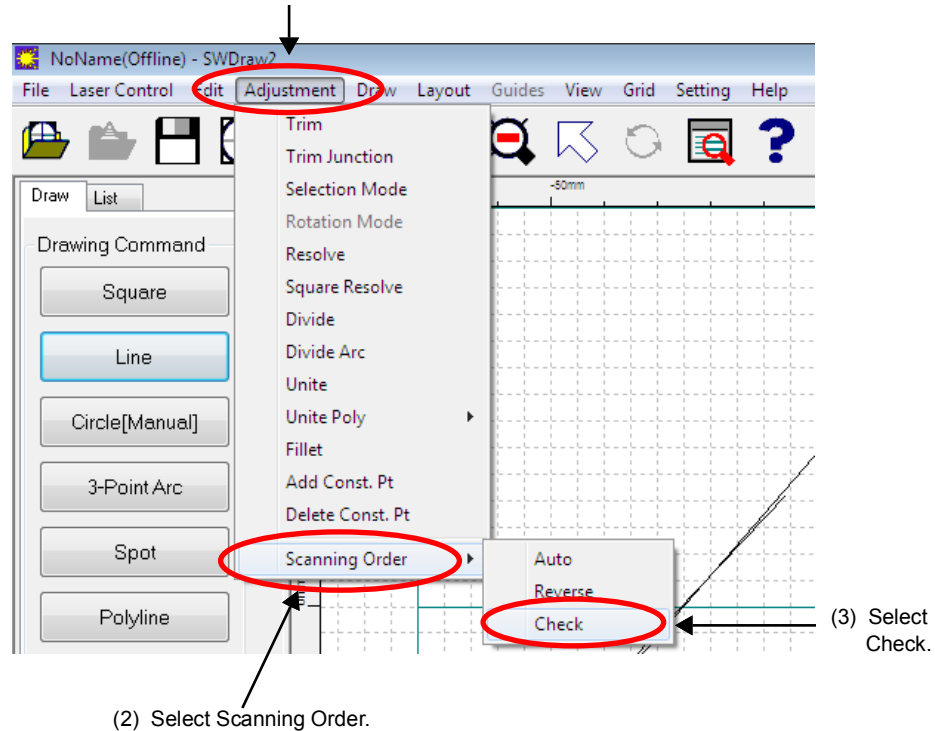 NoName(Offline) - SWDraw2
File Laser Control Edit Adjustment Draw Layout Guides View Grid Setting Help
Trim
Trim Junction
Selection Mode
Rotation Mode
Resolve
Square Resolve
Divide
Divide Arc
Unite
Unite Poly
Fillet
Add Const. Pt
Delete Const. Pt
Scanning Order
Auto
Reverse
Check
-50mm
Draw List
Drawing Command
Square
Line
Circle[Manual]
3-Point Arc
Spot
Polyline
(3) Select
Check.
(2) Select Scanning Order.